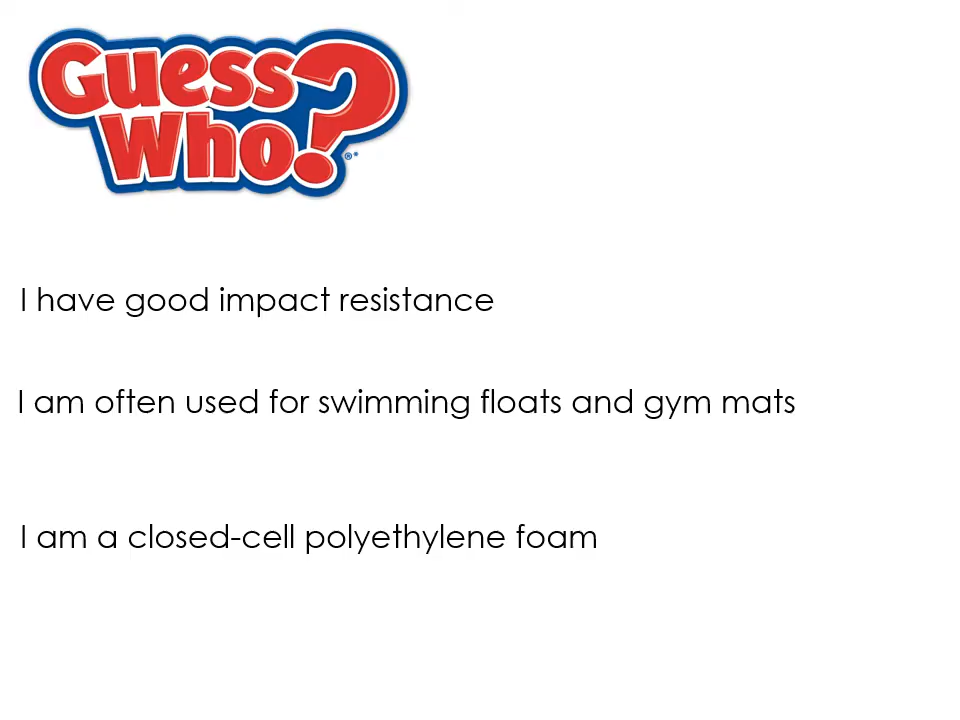 Guess
Who?
I have good impact resistance
I am often used for swimming floats and gym mats
I am a closed-cell polyethylene foam